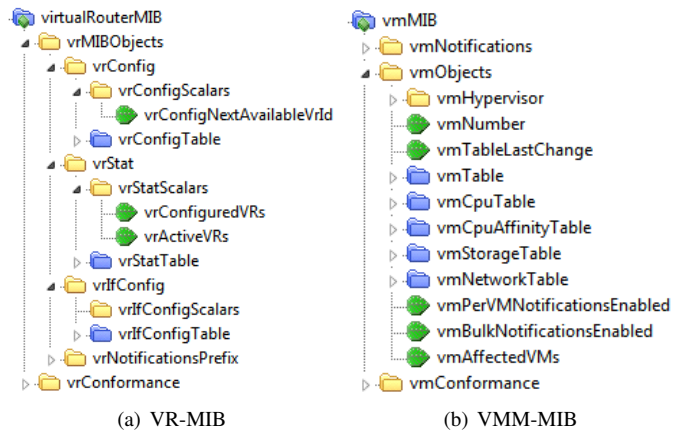 virtualRouterMIB
vrMIBObjects
vrConfig
vrConfigScalars
vrConfigNextAvailableVrId
vrConfigTable
vrStat
vrStatScalars
vrConfiguredVRs
vrActiveVRs
vrStatTable
vrIfConfig
vrIfConfigScalars
vrIfConfigTable
vrNotificationsPrefix
vrConformance
(a) VR-MIB
vmMIB
vmNotifications
vmObjects
vmHypervisor
vmNumber
vmTableLastChange
vmTable
vmCpuTable
vmCpuAffinityTable
vmStorageTable
vmNetworkTable
vmPerVMNotificationsEnabled
vmBulkNotificationsEnabled
vmAffectedVMs
vmConformance
(b) VMM-MIB